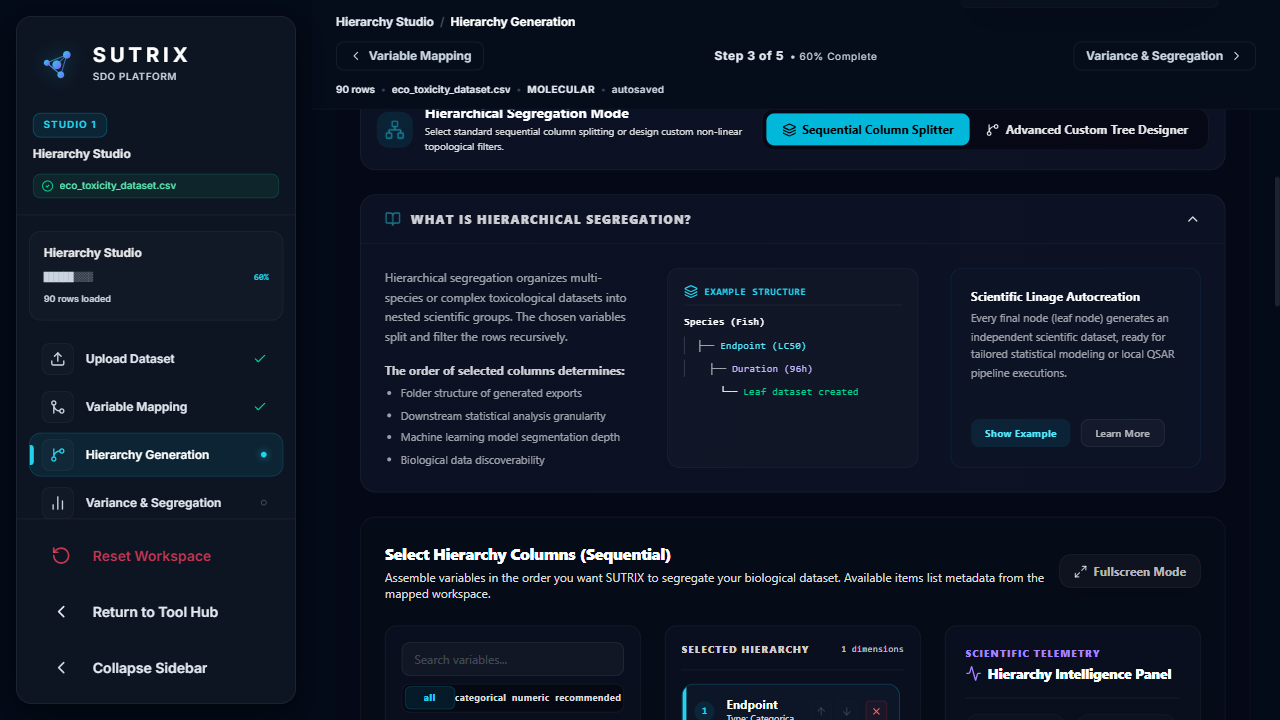 SUTRIX
SDO PLATFORM
STUDIO 1
Hierarchy Studio
eco_toxicity_dataset.csv
Hierarchy Studio
60%
90 rows loaded
Upload Dataset
Variable Mapping
Hierarchy Generation
Variance & Segregation
Reset Workspace
Return to Tool Hub
Collapse Sidebar
Hierarchy Studio / Hierarchy Generation
Variable Mapping
Step 3 of 5 • 60% Complete
Variance & Segregation
90 rows • eco_toxicity_dataset.csv • MOLECULAR • autosaved
Hierarchical Segregation Mode
Select standard sequential column splitting or design custom non-linear
topological filters.
Sequential Column Splitter
Advanced Custom Tree Designer
WHAT IS HIERARCHICAL SEGREGATION?
Hierarchical segregation organizes multi-
species or complex toxicological datasets into
nested scientific groups. The chosen variables
split and filter the rows recursively.
The order of selected columns determines:
• Folder structure of generated exports
• Downstream statistical analysis granularity
• Machine learning model segmentation depth
• Biological data discoverability
EXAMPLE STRUCTURE
Species (Fish)
├── Endpoint (LC50)
├── Duration (96h)
└── Leaf dataset created
Scientific Linage Autocreation
Every final node (leaf node) generates an
independent scientific dataset, ready for
tailored statistical modeling or local QSAR
pipeline executions.
Show Example
Learn More
Select Hierarchy Columns (Sequential)
Assemble variables in the order you want SUTRIX to segregate your biological dataset. Available items list metadata from the
mapped workspace.
Fullscreen Mode
Search variables...
all categorical numeric recommended
SELECTED HIERARCHY
1 dimensions
1
Endpoint
Type: Categorica
SCIENTIFIC TELEMETRY
Hierarchy Intelligence Panel